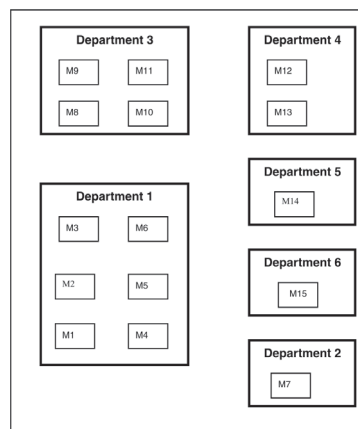 Department 3
M9 M11
M8 M10
Department 4
M12
M13
Department 1
M3 M6
M2 M5
M1 M4
Department 5
M14
Department 6
M15
Department 2
M7